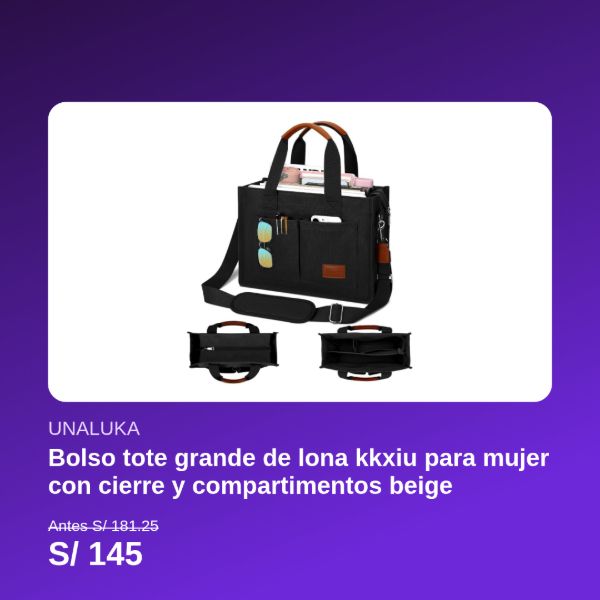 UNALUKA
Bolso tote grande de lona kkxiu para mujer
con cierre y compartimentos beige
Antes S/ 181.25
S/ 145